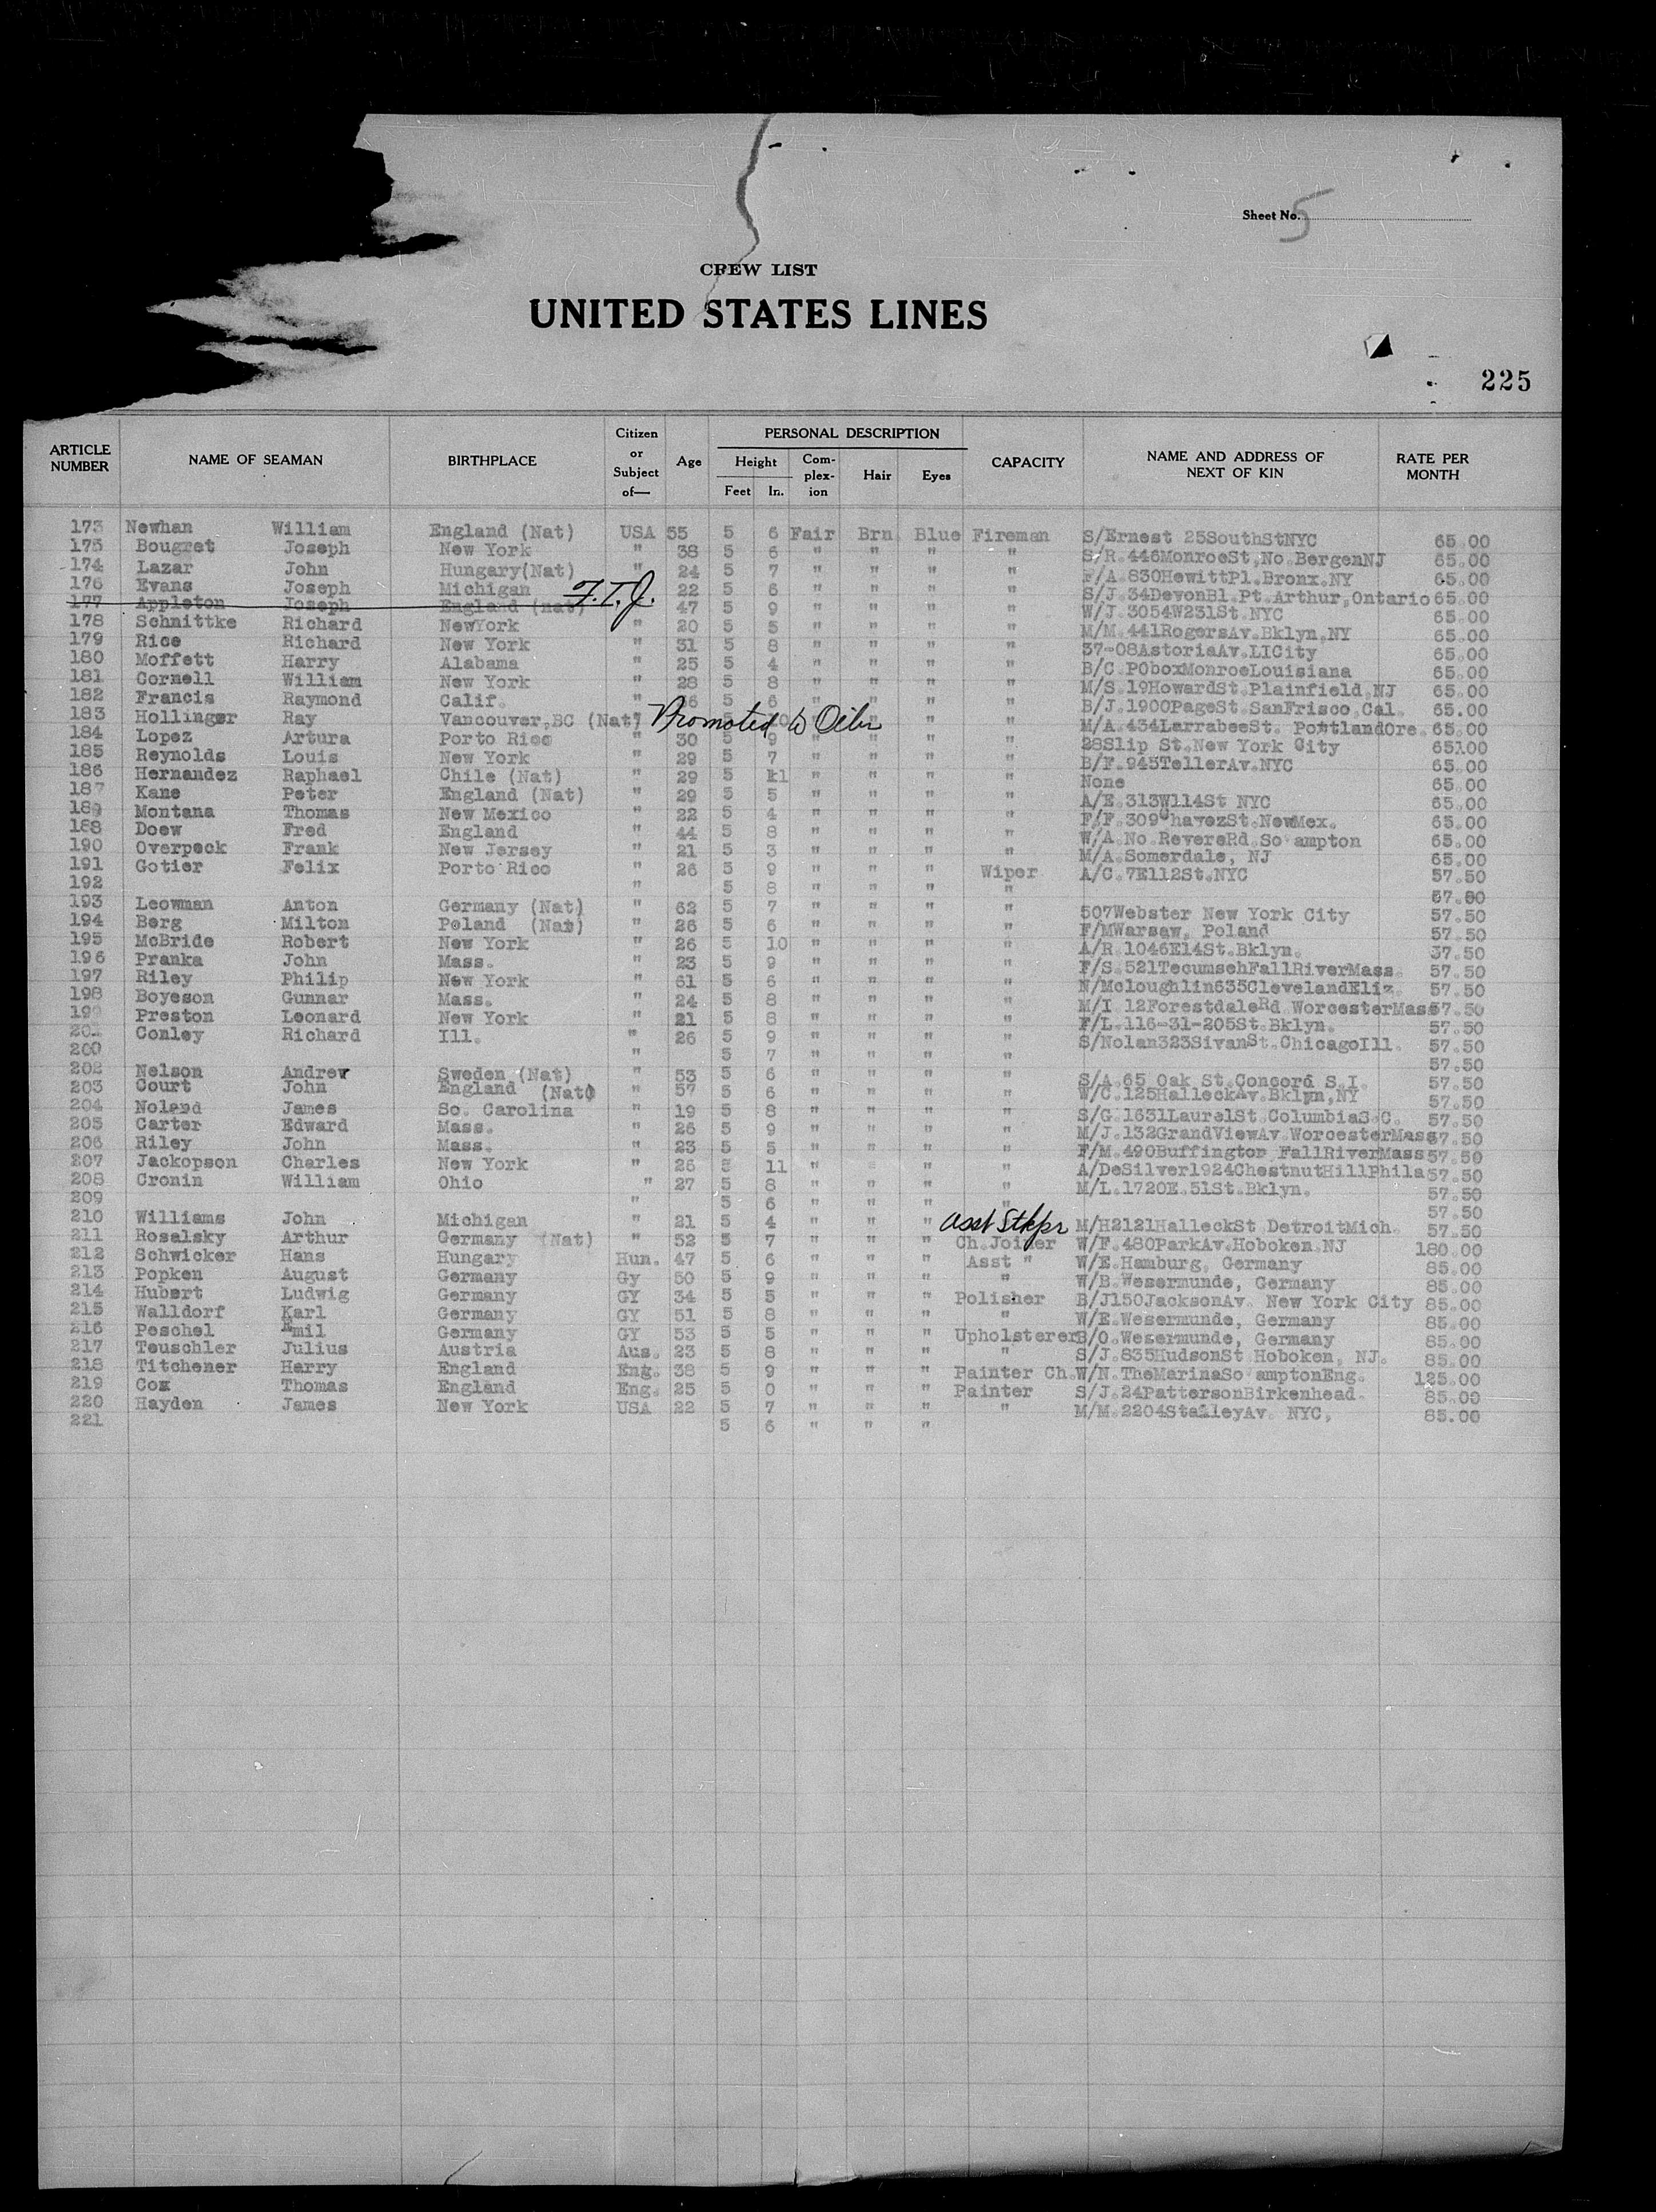 Sheet No. 5
CREW LIST
UNITED STATES LINES
225
ARTICLE NUMBER NAME OF SEAMAN BIRTHPLACE Citizen or Subject of— Age PERSONAL DESCRIPTION Height Feet In. Com-plex-ion Hair Eyes CAPACITY NAME AND ADDRESS OF NEXT OF KIN RATE PER MONTH
173 Newhan William England (Nat) USA 55 5 6 Fair Brn Blue Fireman S/Ernest 25SouthStNYC 65.00
175 Bougret Joseph New York " 38 5 6 " " " " S/R.446MonroeSt,No.BergenNJ 65.00
174 Lazar John Hungary(Nat) " 24 5 7 " " " " F/A.830HewittPl.Bronx.NY 65.00
176 Evans Joseph Michigan " 22 5 6 " " " " S/J.34DevonBl.Pt.Arthur,Ontario 65.00
177 Appleton Joseph England (nat) F.T.J. 47 5 9 " " " " W/J.3054W231St.NYC 65.00
178 Schnittke Richard NewYork " 20 5 5 " " " " M/M.441RogersAv.Bklyn,NY 65.00
179 Rice Richard New York " 31 5 8 " " " " 37-08AstoriaAv.LICity 65.00
180 Moffett Harry Alabama " 25 5 4 " " " " B/C.POboxMonroeLouisiana 65.00
181 Cornell William New York " 28 5 8 " " " " M/S.19HowardSt.Plainfield,NJ 65.00
182 Francis Raymond Calif. " 5 6 " " " " B/J.1900PageSt.SanFrisco,Cal. 65.00
183 Hollinger Ray Vancouver,BC (Nat) Promoted to Oiler " " M/A.434LarrabeeSt. PortlandOre. 65.00
184 Lopez Artura Porto Rico " 30 5 9 " " " " 28Slip St.New York City 65100
185 Reynolds Louis New York " 29 5 7 " " " " B/F.945TellerAv.NYC 65.00
186 Hernandez Raphael Chile (Nat) " 29 5 11 " " " " None 65.00
187 Kane Peter England (Nat) " 29 5 5 " " " " A/E.313W114St NYC 65.00
189 Montana Thomas New Mexico " 22 5 4 " " " " F/F.309ChavezSt.NewMex. 65.00
188 Doew Fred England " 44 5 8 " " " " W/A.No.RevereRd.So'ampton 65.00
190 Overpeck Frank New Jersey " 21 5 3 " " " " M/A.Somerdale, NJ 65.00
191 Gotier Felix Porto Rico " 26 5 9 " " " Wiper A/C.7E112St.NYC 57.50
192 " 5 8 " " " " 57.50
193 Leowman Anton Germany (Nat) " 62 5 7 " " " " 507Webster New York City 57.50
194 Berg Milton Poland (Nat) " 26 5 6 " " " " F/MWarsaw, Poland 57.50
195 McBride Robert New York " 26 5 10 " " " " A/R.1046E14St.Bklyn. 37.50
196 Pranka John Mass. " 23 5 9 " " " " F/S.521TecumsehFallRiverMass. 57.50
197 Riley Philip New York " 61 5 6 " " " " N/Mcloughlin635ClevelandEliz. 57.50
198 Boyeson Gunnar Mass. " 24 5 8 " " " " M/I.12ForestdaleRd.WorcesterMass 57.50
199 Preston Leonard New York " 21 5 8 " " " " F/L.116-31-205St.Bklyn. 57.50
201 Conley Richard Ill. " 26 5 9 " " " " S/Nolan323SivanSt.ChicagoIll. 57.50
200 " 5 7 " " " " 57.50
202 Nelson Andrew Sweden (Nat) " 53 5 6 " " " " S/A.65 Oak St.Concord S.I. 57.50
203 Court John England (Nat) " 57 5 6 " " " " W/C.125HalleckAv.Bklyn,NY 57.50
204 Noland James So. Carolina " 19 5 8 " " " " S/G.1631LaurelSt.ColumbiaS.C. 57.50
205 Carter Edward Mass. " 26 5 9 " " " " M/J.132GrandViewAv.WorcesterMass 57.50
206 Riley John Mass. " 23 5 5 " " " " F/M.490Buffington FallRiverMass 57.50
207 Jackopson Charles New York " 26 5 11 " " " " A/DeSilver1924ChestnutHillPhila 57.50
208 Cronin William Ohio " 27 5 8 " " " " M/L.1720E.51St.Bklyn. 57.50
209 " 5 6 " " " " 57.50
210 Williams John Michigan " 21 5 4 " " " asst Stkpr M/H2121HalleckSt DetroitMich. 57.50
211 Rosalsky Arthur Germany (Nat) " 52 5 7 " " " Ch.Joiner W/F.480ParkAv.Hoboken.NJ 180.00
212 Schwicker Hans Hungary Hun. 47 5 6 " " " Asst " W/E.Hamburg, Germany 85.00
213 Popken August Germany Gy 50 5 9 " " " " W/B.Wesermunde, Germany 85.00
214 Hubert Ludwig Germany GY 34 5 5 " " " Polisher B/J150JacksonAv. New York City 85.00
215 Walldorf Karl Germany GY 51 5 8 " " " " W/E.Wesermunde, Germany 85.00
216 Peschel Emil Germany GY 53 5 5 " " " Upholsterer B/O.Wesermunde, Germany 85.00
217 Teuschler Julius Austria Aus. 23 5 8 " " " " S/J.835HudsonSt Hoboken, NJ. 85.00
218 Titchener Harry England Eng. 38 5 9 " " " Painter Ch. W/N.TheMarinaSo'amptonEng. 125.00
219 Cox Thomas England Eng. 25 5 0 " " " Painter S/J.24PattersonBirkenhead. 85.00
220 Hayden James New York USA 22 5 7 " " " " M/M.2204StalleyAv. NYC, 85.00
221 5 6 " " "